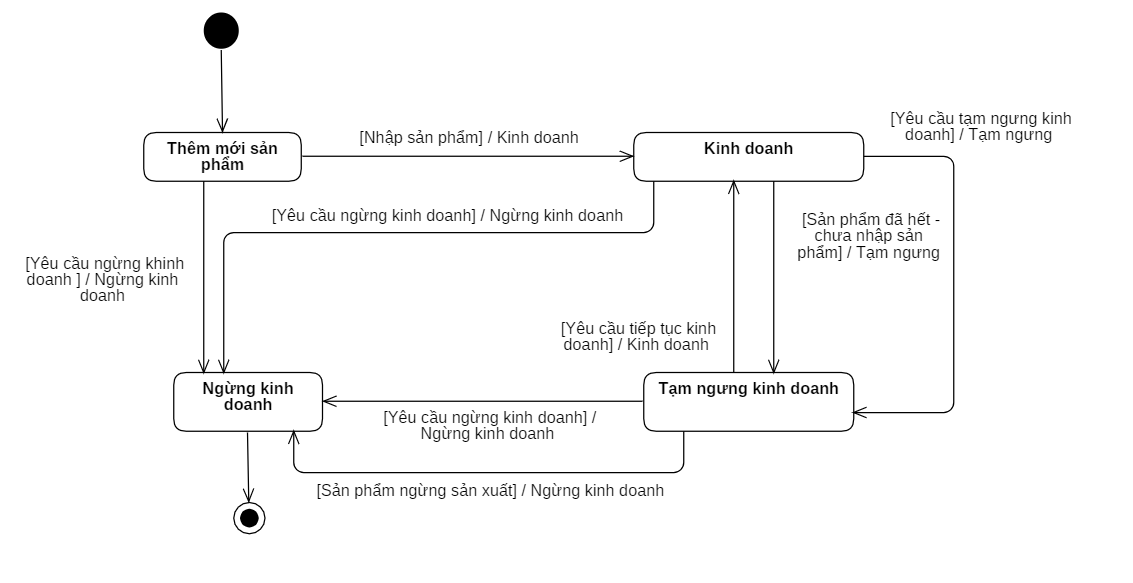 [Yêu cầu tạm ngưng kinh
doanh] / Tạm ngưng
Thêm mới sản
phẩm
[Nhập sản phẩm] / Kinh doanh
Kinh doanh
[Yêu cầu ngừng kinh doanh] / Ngừng kinh doanh
[Sản phẩm đã hết -
chưa nhập sản
phẩm] / Tạm ngưng
[Yêu cầu ngừng khinh
doanh ] / Ngừng kinh
doanh
[Yêu cầu tiếp tục kinh
doanh] / Kinh doanh
Ngừng kinh
doanh
Tạm ngưng kinh doanh
[Yêu cầu ngừng kinh doanh] /
Ngừng kinh doanh
[Sản phẩm ngừng sản xuất] / Ngừng kinh doanh